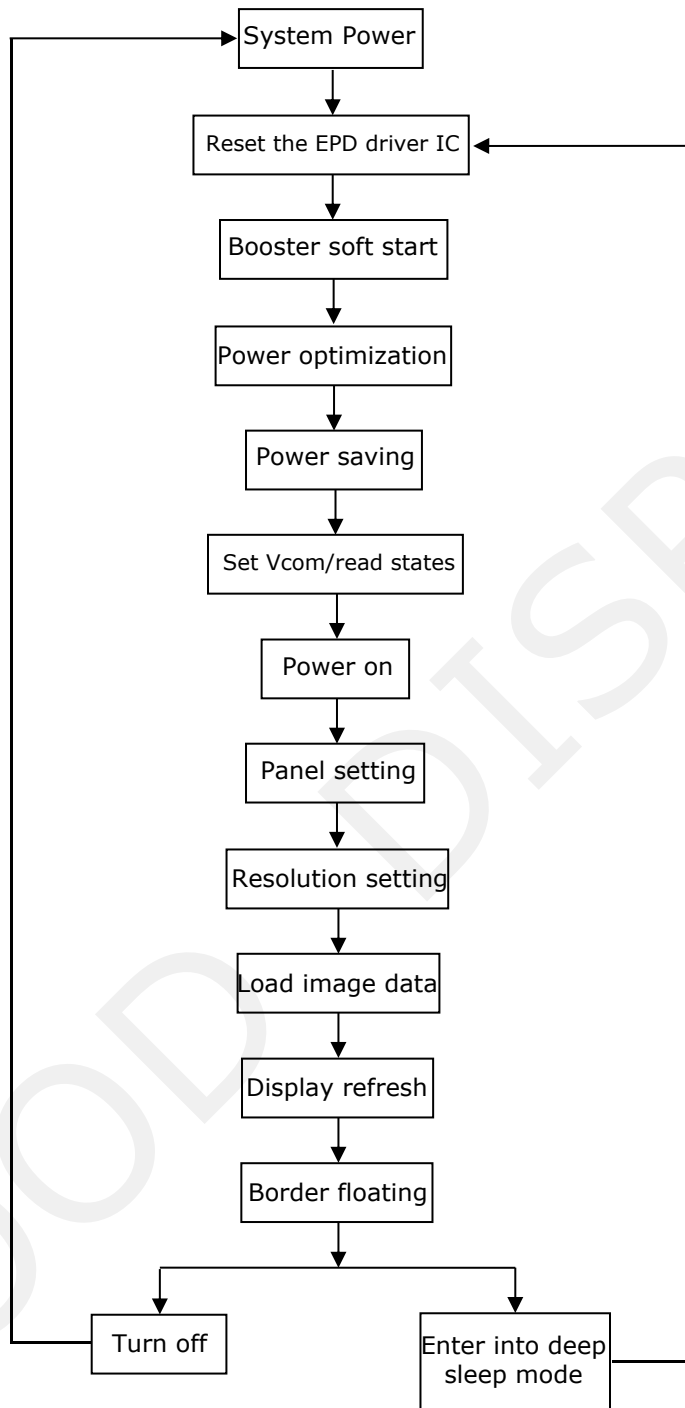 System Power
Reset the EPD driver IC
Booster soft start
Power optimization
Power saving
Set Vcom/read states
Power on
Panel setting
Resolution setting
Load image data
Display refresh
Border floating
Turn off
Enter into deep
sleep mode